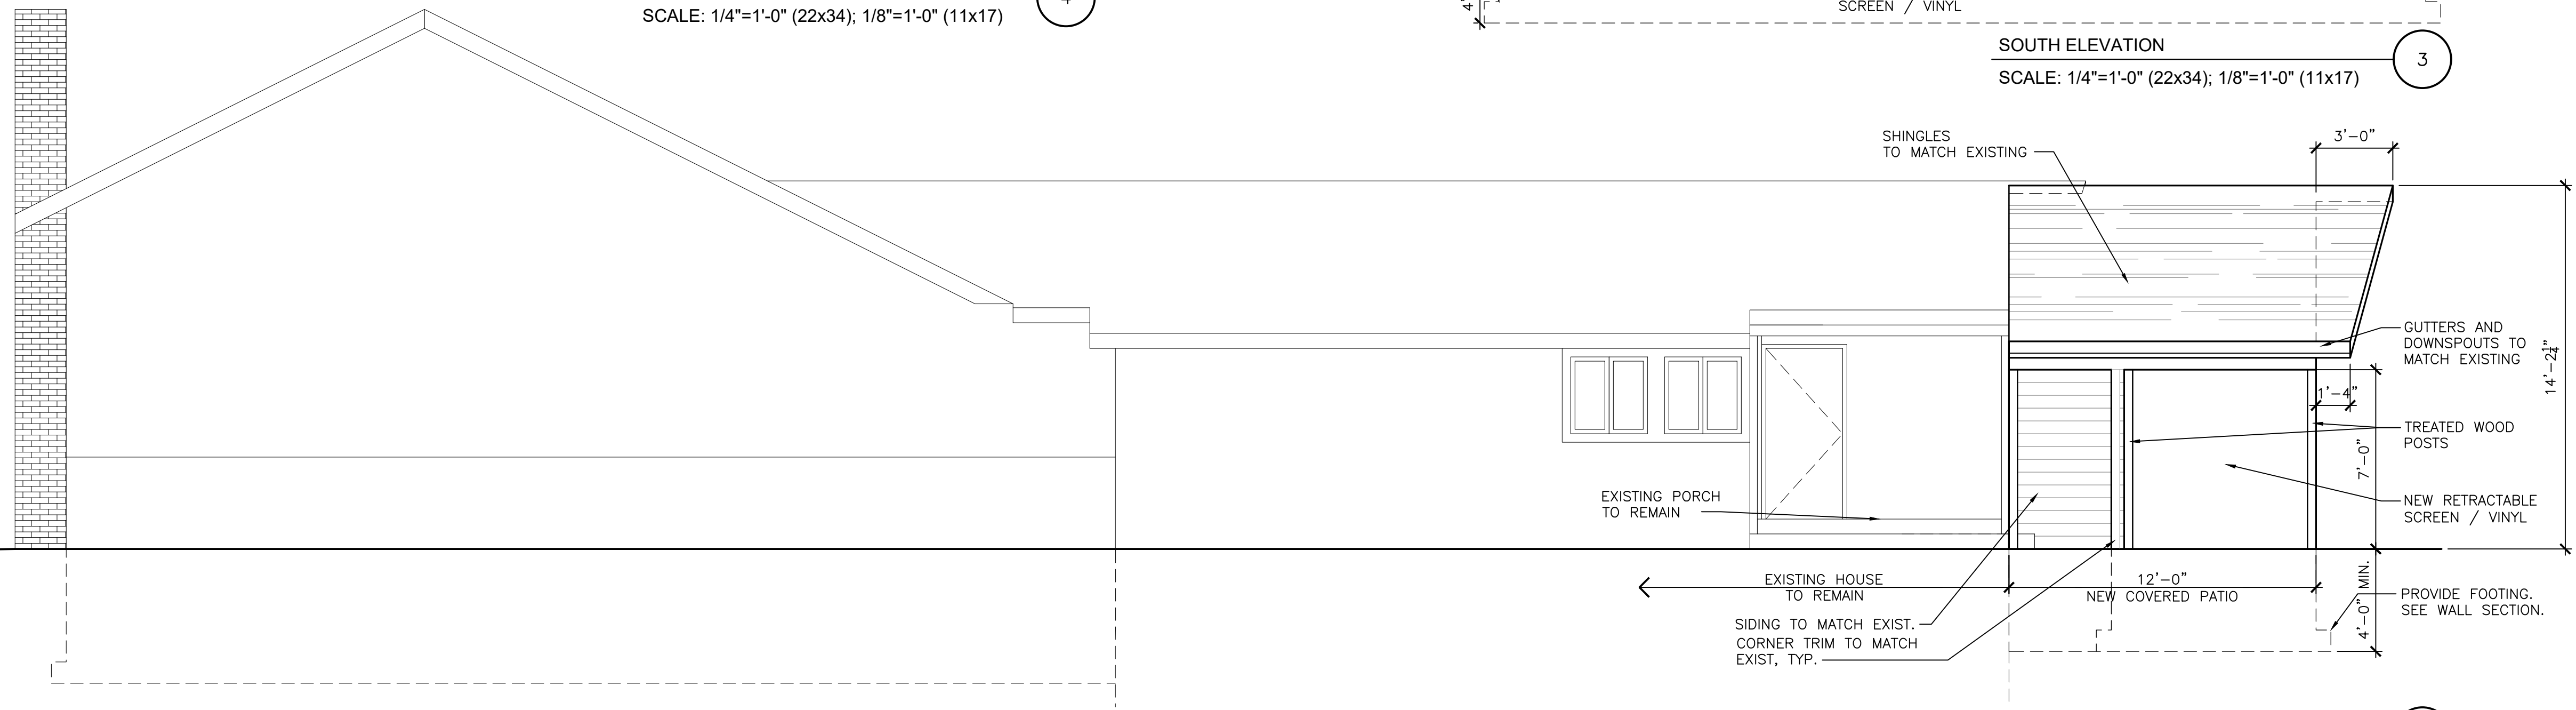 4
SCALE: 1/4"=1'-0" (22x34); 1/8"=1'-0" (11x17)
4'
SCREEN / VINYL
SOUTH ELEVATION
3
SCALE: 1/4"=1'-0" (22x34); 1/8"=1'-0" (11x17)
SHINGLES
TO MATCH EXISTING
3'-0"
GUTTERS AND
DOWNSPOUTS TO
MATCH EXISTING
14'-2 1/4"
1'-4"
TREATED WOOD
POSTS
7'-0"
EXISTING PORCH
TO REMAIN
NEW RETRACTABLE
SCREEN / VINYL
EXISTING HOUSE
TO REMAIN
12'-0"
NEW COVERED PATIO
4'-0" MIN.
PROVIDE FOOTING.
SEE WALL SECTION.
SIDING TO MATCH EXIST.
CORNER TRIM TO MATCH
EXIST, TYP.